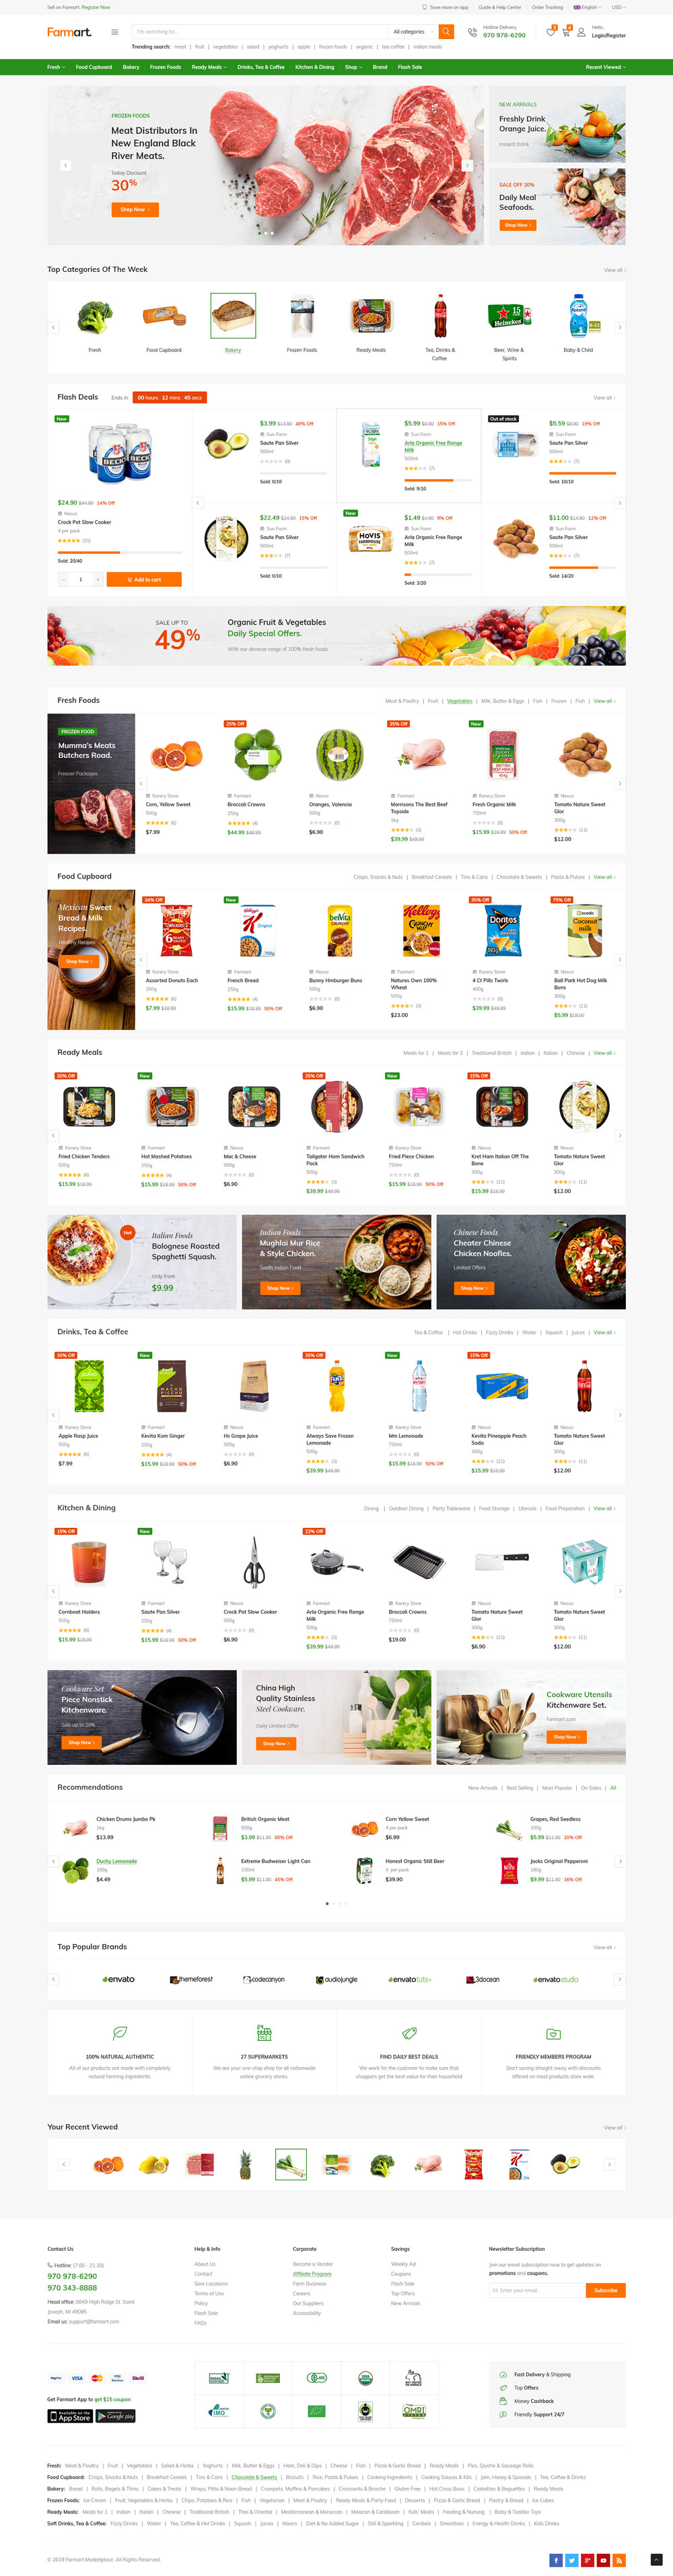 Sell on Farmart. Register Now
Save more on app
Guide & Help Center
Order Tracking
English
USD
Farmart.
I'm searching for...
All categories
Hotline Delivery
970 978-6290
Hello,
Login/Register
Trending search: meat | fruit | vegetables | salad | yoghurts | apple | frozen foods | organic | tea coffee | indian meals
Fresh
Food Cupboard
Bakery
Frozen Foods
Ready Meals
Drinks, Tea & Coffee
Kitchen & Dining
Shop
Brand
Flash Sale
Recent Viewed
FROZEN FOODS
Meat Distributors In
New England Black
River Meats.
Today Discount
30%
Shop Now
NEW ARRIVALS
Freshly Drink
Orange Juice.
Instant Drink
SALE OFF 30%
Daily Meal
Seafoods.
Shop Now
Top Categories Of The Week
View all
Fresh
Food Cupboard
Bakery
Frozen Foods
Ready Meals
Tea, Drinks &
Coffee
Beer, Wine &
Spirits
Baby & Child
Flash Deals
Ends in:
00 hours : 12 mins : 45 secs
View all
New
$24.90 $44.90 14% Off
Nesco
Crock Pot Slow Cooker
4 per pack
(11)
Sold: 20/40
1
Add to cart
$3.99 $14.90 40% Off
Sun Farm
Saute Pan Silver
500ml
(0)
Sold: 0/10
$5.99 $8.90 15% Off
Sun Farm
Arla Organic Free Range
Milk
500ml
(7)
Sold: 9/10
Out of stock
$5.59 $8.90 19% Off
Sun Farm
Saute Pan Silver
500ml
(7)
Sold: 10/10
$22.49 $24.90 15% Off
Sun Farm
Saute Pan Silver
500ml
(7)
Sold: 0/10
New
$1.49 $4.90 9% Off
Sun Farm
Arla Organic Free Range
Milk
500ml
(7)
Sold: 3/20
$11.00 $14.90 12% Off
Sun Farm
Saute Pan Silver
500ml
(7)
Sold: 14/20
SALE UP TO
49%
Organic Fruit & Vegetables
Daily Special Offers.
With our deverse range of 100% fresh foods.
Fresh Foods
Meat & Poultry | Fruit | Vegetables | Milk, Butter & Eggs | Fish | Frozen | Fish | View all
FROZEN FOOD
Mumma's Meats
Butchers Road.
Freezer Packages
Karery Store
Corn, Yellow Sweet
500g
(6)
$7.99
25% Off
Farmart
Broccoli Crowns
250g
(4)
$44.99 $49.99
Nesco
Oranges, Valencia
500g
(0)
$6.90
35% Off
Farmart
Morrisons The Best Beef
Topside
1kg
(3)
$39.99 $49.99
New
Karery Store
Fresh Organic Milk
750ml
(0)
$15.99 $18.99 50% Off
Nesco
Tomato Nature Sweet
Glor
300g
(11)
$12.00
Food Cupboard
Crisps, Snacks & Nuts | Breakfast Cereals | Tins & Cans | Chocolate & Sweets | Pasta & Pulses | View all
Mexican Sweet
Bread & Milk
Recipes.
Healthy Recipes
Shop Now
34% Off
Karery Store
Assorted Donuts Each
300g
(6)
$7.99 $18.99
New
Farmart
French Bread
250g
(4)
$15.99 $18.99 50% Off
Nesco
Bunny Hmburger Buns
500g
(0)
$6.90
Farmart
Natures Own 100%
Wheat
500g
(3)
$23.00
35% Off
Karery Store
4 Ct Pills Twirls
400g
(0)
$39.99 $49.99
75% Off
Nesco
Ball Park Hot Dog Milk
Buns
300g
(11)
$5.99 $19.00
Ready Meals
Meals for 1 | Meals for 2 | Traditional British | Indian | Italian | Chinese | View all
30% Off
Karery Store
Fried Chicken Tenders
500g
(6)
$15.99 $18.99
New
Farmart
Hot Mashed Potatoes
250g
(4)
$15.99 $18.99 50% Off
Nesco
Mac & Cheese
500g
(0)
$6.90
35% Off
Farmart
Tailgater Ham Sandwich
Pack
500g
(3)
$39.99 $49.99
New
Karery Store
Fried Piece Chicken
750ml
(0)
$15.99 $18.99 50% Off
15% Off
Nesco
Kret Ham Italian Off The
Bone
300g
(11)
$15.99 $18.99
Nesco
Tomato Nature Sweet
Glor
300g
(11)
$12.00
Italian Foods
Bolognese Roasted
Spaghetti Squash.
Only from
$9.99
Hot
Indian Foods
Mughlai Mur Rice
& Style Chicken.
South Indian Food
Shop Now
Chinese Foods
Cheater Chinese
Chicken Noofles.
Limited Offers
Shop Now
Drinks, Tea & Coffee
Tea & Coffee | Hot Drinks | Fizzy Drinks | Water | Squash | Juices | View all
30% Off
Karery Store
Apple Rasp Juice
500g
(6)
$7.99
New
Farmart
Kevita Kom Ginger
250g
(4)
$15.99 $18.99 50% Off
Nesco
Hs Grape Juice
500g
(0)
$6.90
35% Off
Farmart
Always Save Frozen
Lemonade
500g
(3)
$39.99 $49.99
New
Karery Store
Mm Lemonade
750ml
(0)
$15.99 $18.99 50% Off
15% Off
Nesco
Kevita Pineapple Peach
Soda
300g
(11)
$15.99 $18.99
Nesco
Tomato Nature Sweet
Glor
300g
(11)
$12.00
Kitchen & Dining
Dining | Outdoor Dining | Party Tableware | Food Storage | Utensils | Food Preparation | View all
15% Off
Karery Store
Cornboat Holders
500g
(6)
$15.99 $18.99
New
Farmart
Saute Pan Silver
250g
(4)
$15.99 $18.99 50% Off
Nesco
Crock Pot Slow Cooker
500g
(0)
$6.90
23% Off
Farmart
Arla Organic Free Range
Milk
500g
(3)
$39.99 $49.99
Karery Store
Broccoli Crowns
750ml
(0)
$19.00
Nesco
Tomato Nature Sweet
Glor
300g
(11)
$6.90
Nesco
Tomato Nature Sweet
Glor
300g
(11)
$12.00
Cookware Set
Piece Nonstick
Kitchenware.
Sale up to 20%
Shop Now
China High
Quality Stainless
Steel Cookware.
Daily Limited Offer
Shop Now
Cookware Utensils
Kitchenware Set.
Farmart.com
Shop Now
Recommendations
New Arrivals | Best Selling | Most Popular | On Sales | All
Chicken Drums Jumbo Pk
1kg
$13.99
British Organic Meat
500g
$3.99 $11.90 60% Off
Corn Yellow Sweet
4 per pack
$6.99
Grapes, Red Seedless
100g
$5.99 $11.90 20% Off
Duchy Lemonade
100g
$4.49
Extreme Budweiser Light Can
330ml
$5.99 $11.90 45% Off
Honest Organic Still Beer
4 per pack
$39.90
Jacks Original Pepperoni
180g
$9.99 $11.90 16% Off
Top Popular Brands
View all
envato
themeforest
codecanyon
audiojungle
envatotuts+
3docean
envatostudio
100% NATURAL AUTHENTIC
All of our products are made with completely
natural farming ingredients.
27 SUPERMARKETS
We are your one-stop shop for all nationwide
online grocery stores.
FIND DAILY BEST DEALS
We work for the customer to make sure that
shoppers get the best value for their household
FRIENDLY MEMBERS PROGRAM
Start saving straight away with discounts
offered on most products store wide.
Your Recent Viewed
View all
Contact Us
Hotline: (7:00 - 21:30)
970 978-6290
970 343-8888
Head office: 8049 High Ridge St. Saint
Joseph, MI 49085
Email us: support@farmart.com
Help & Info
About Us
Contact
Store Locations
Terms of Use
Policy
Flash Sale
FAQs
Corporate
Become a Vendor
Affiliate Program
Farm Business
Careers
Our Suppliers
Accessibility
Savings
Weekly Ad
Coupons
Flash Sale
Top Offers
New Arrivals
Newsletter Subscription
Join our email subscription now to get updates on
promotions and coupons.
Enter your email...
Subscribe
PayPal
VISA
Skrill
Get Farmart App to get $15 coupon
App Store
Google play
Fast Delivery & Shipping
Top Offers
Money Cashback
Friendly Support 24/7
Fresh: Meat & Poultry | Fruit | Vegetables | Salad & Herbs | Yoghurts | Milk, Butter & Eggs | Ham, Deli & Dips | Cheese | Fish | Pizza & Garlic Bread | Ready Meals | Pies, Quiche & Sausage Rolls
Food Cupboard: Crisps, Snacks & Nuts | Breakfast Cereals | Tins & Cans | Chocolate & Sweets | Biscuits | Rice, Pasta & Pulses | Cooking Ingredients | Cooking Sauces & Kits | Jam, Honey & Spreads | Tea, Coffee & Drinks
Bakery: Bread | Rolls, Bagels & Thins | Cakes & Treats | Wraps, Pitta & Naan Bread | Crumpets, Muffins & Pancakes | Croissants & Brioche | Gluten Free | Hot Cross Buns | Ciabattas & Baguettes | Ready Meals
Frozen Foods: Ice Cream | Fruit, Vegetables & Herbs | Chips, Potatoes & Rice | Fish | Vegetarian | Meat & Poultry | Ready Meals & Party Food | Desserts | Pizza & Garlic Bread | Pastry & Bread | Ice Cubes
Ready Meals: Meals for 1 | Indian | Italian | Chinese | Traditional British | Thai & Oriental | Mediterranean & Moroccan | Mexican & Caribbean | Kids' Meals | Feeding & Nursing | Baby & Toddler Toys
Soft Drinks, Tea & Coffee: Fizzy Drinks | Water | Tea, Coffee & Hot Drinks | Squash | Juices | Mixers | Diet & No Added Sugar | Still & Sparkling | Cordials | Smoothies | Energy & Health Drinks | Kids Drinks
© 2019 Farmart Marketplace. All Rights Reserved.